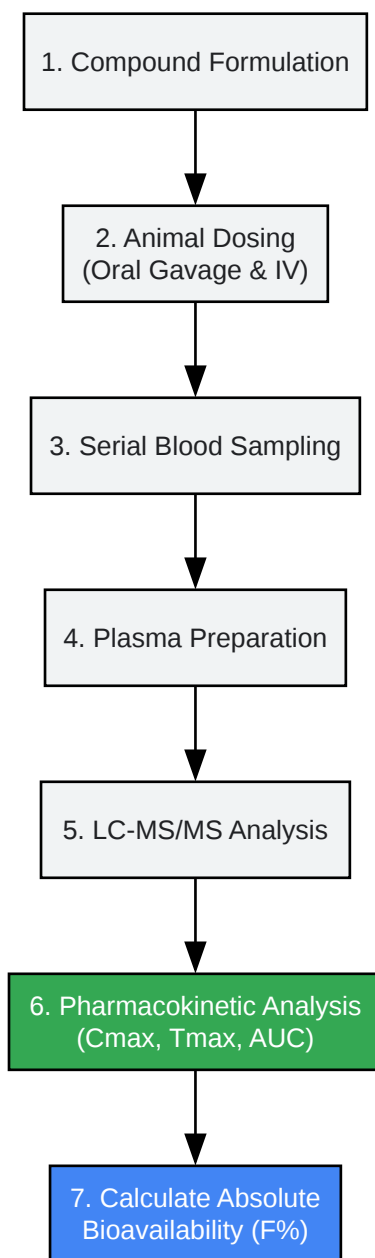 1. Compound Formulation
2. Animal Dosing
(Oral Gavage & IV)
3. Serial Blood Sampling
4. Plasma Preparation
5. LC-MS/MS Analysis
6. Pharmacokinetic Analysis
(Cmax, Tmax, AUC)
7. Calculate Absolute
Bioavailability (F%)